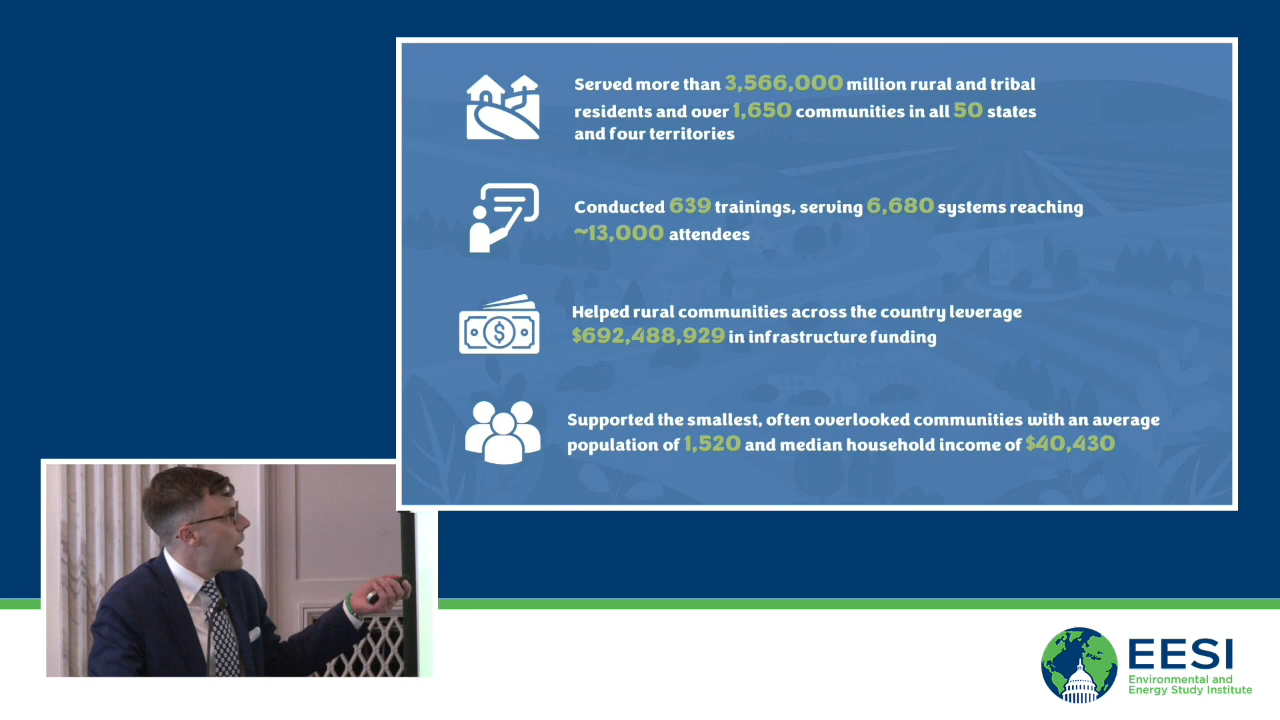 Served more than 3,566,000 million rural and tribal
residents and over 1,650 communities in all 50 states
and four territories
Conducted 639 trainings, serving 6,680 systems reaching
~13,000 attendees
$
Helped rural communities across the country leverage
$692,488,929 in infrastructure funding
Supported the smallest, often overlooked communities with an average
population of 1,520 and median household income of $40,430
EESI
Environmental and
Energy Study Institute